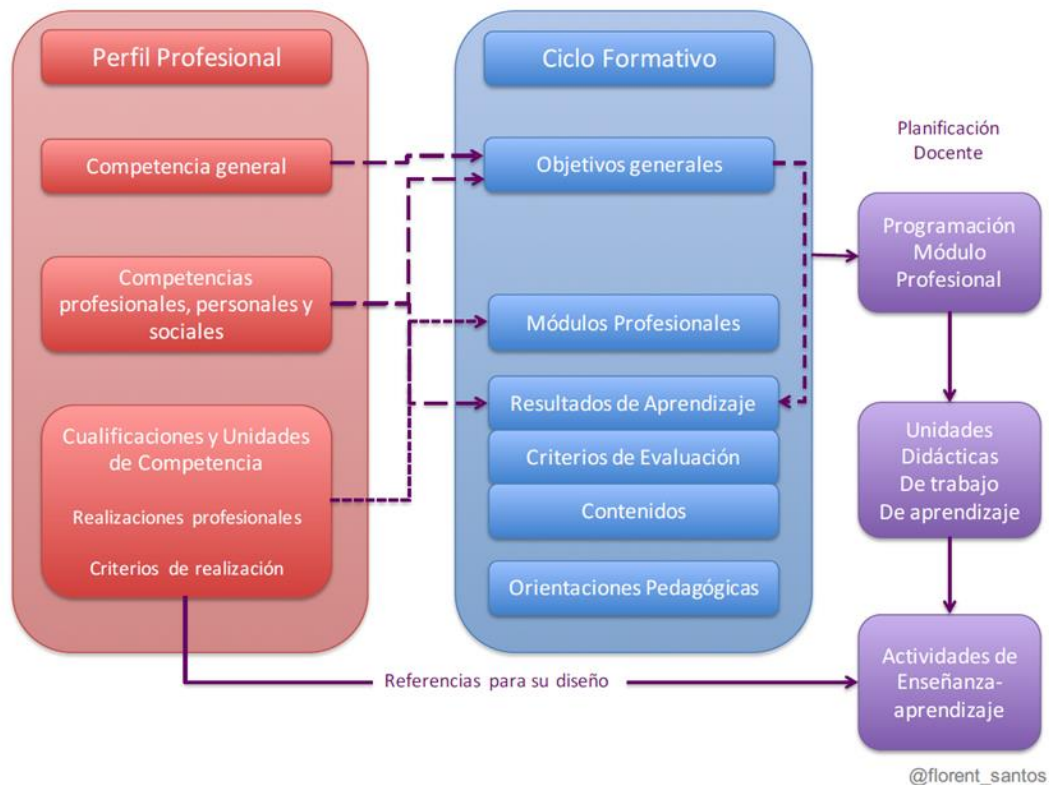 Perfil Profesional
Competencia general
Competencias
profesionales, personales y
sociales
Cualificaciones y Unidades
de Competencia
Realizaciones profesionales
Criterios de realización
Ciclo Formativo
Objetivos generales
Módulos Profesionales
Resultados de Aprendizaje
Criterios de Evaluación
Contenidos
Orientaciones Pedagógicas
Planificación
Docente
Programación
Módulo
Profesional
Unidades
Didácticas
De trabajo
De aprendizaje
Actividades de
Enseñanza-
aprendizaje
Referencias para su diseño
@florent_santos